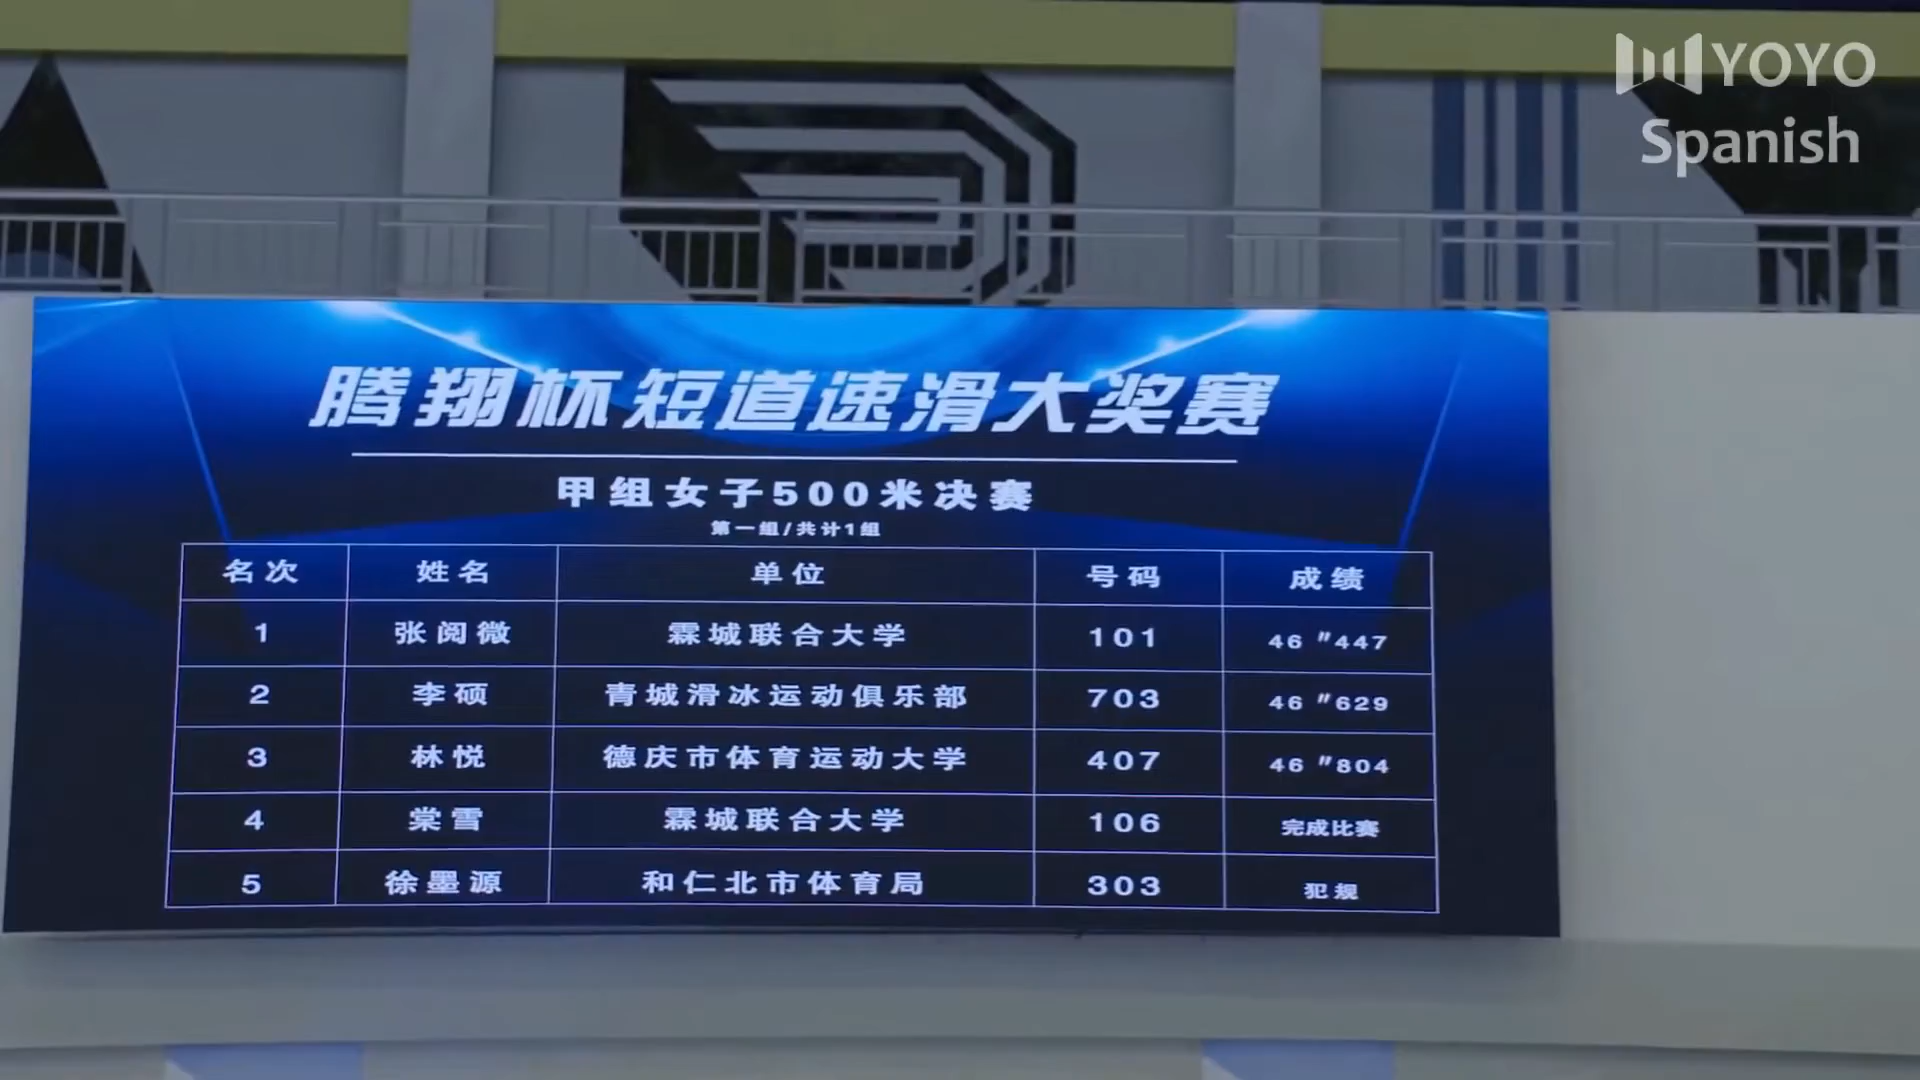 YOYO
Spanish
腾翔杯短道速滑大奖赛
甲组女子500米决赛
第一组/共计1组
名次 姓名 单位 号码 成绩
1 张阅微 霖城联合大学 101 46″447
2 李硕 青城滑冰运动俱乐部 703 46″629
3 林悦 德庆市体育运动大学 407 46″804
4 棠雪 霖城联合大学 106 完成比赛
5 徐墨源 和仁北市体育局 303 犯规